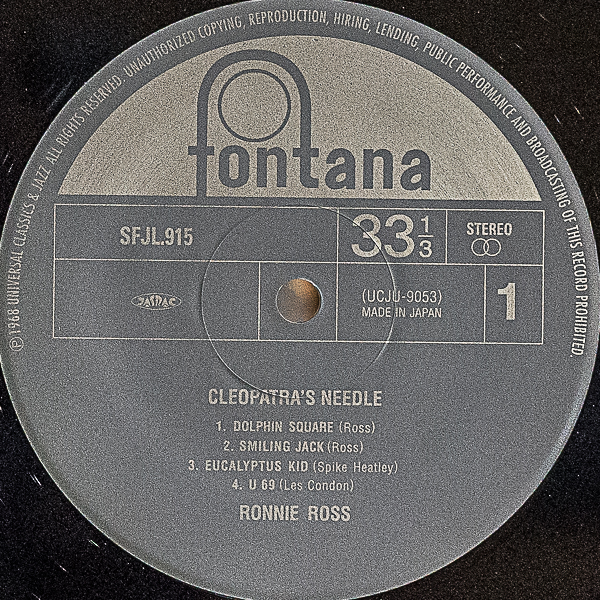 ℗ 1968 UNIVERSAL CLASSICS & JAZZ. ALL RIGHTS RESERVED. UNAUTHORIZED COPYING, REPRODUCTION, HIRING, LENDING, PUBLIC PERFORMANCE AND BROADCASTING OF THIS RECORD PROHIBITED.
fontana
SFJL.915
33 1/3
STEREO
JASRAC
(UCJU-9053)
MADE IN JAPAN
1
CLEOPATRA'S NEEDLE
1. DOLPHIN SQUARE (Ross)
2. SMILING JACK (Ross)
3. EUCALYPTUS KID (Spike Heatley)
4. U 69 (Les Condon)
RONNIE ROSS